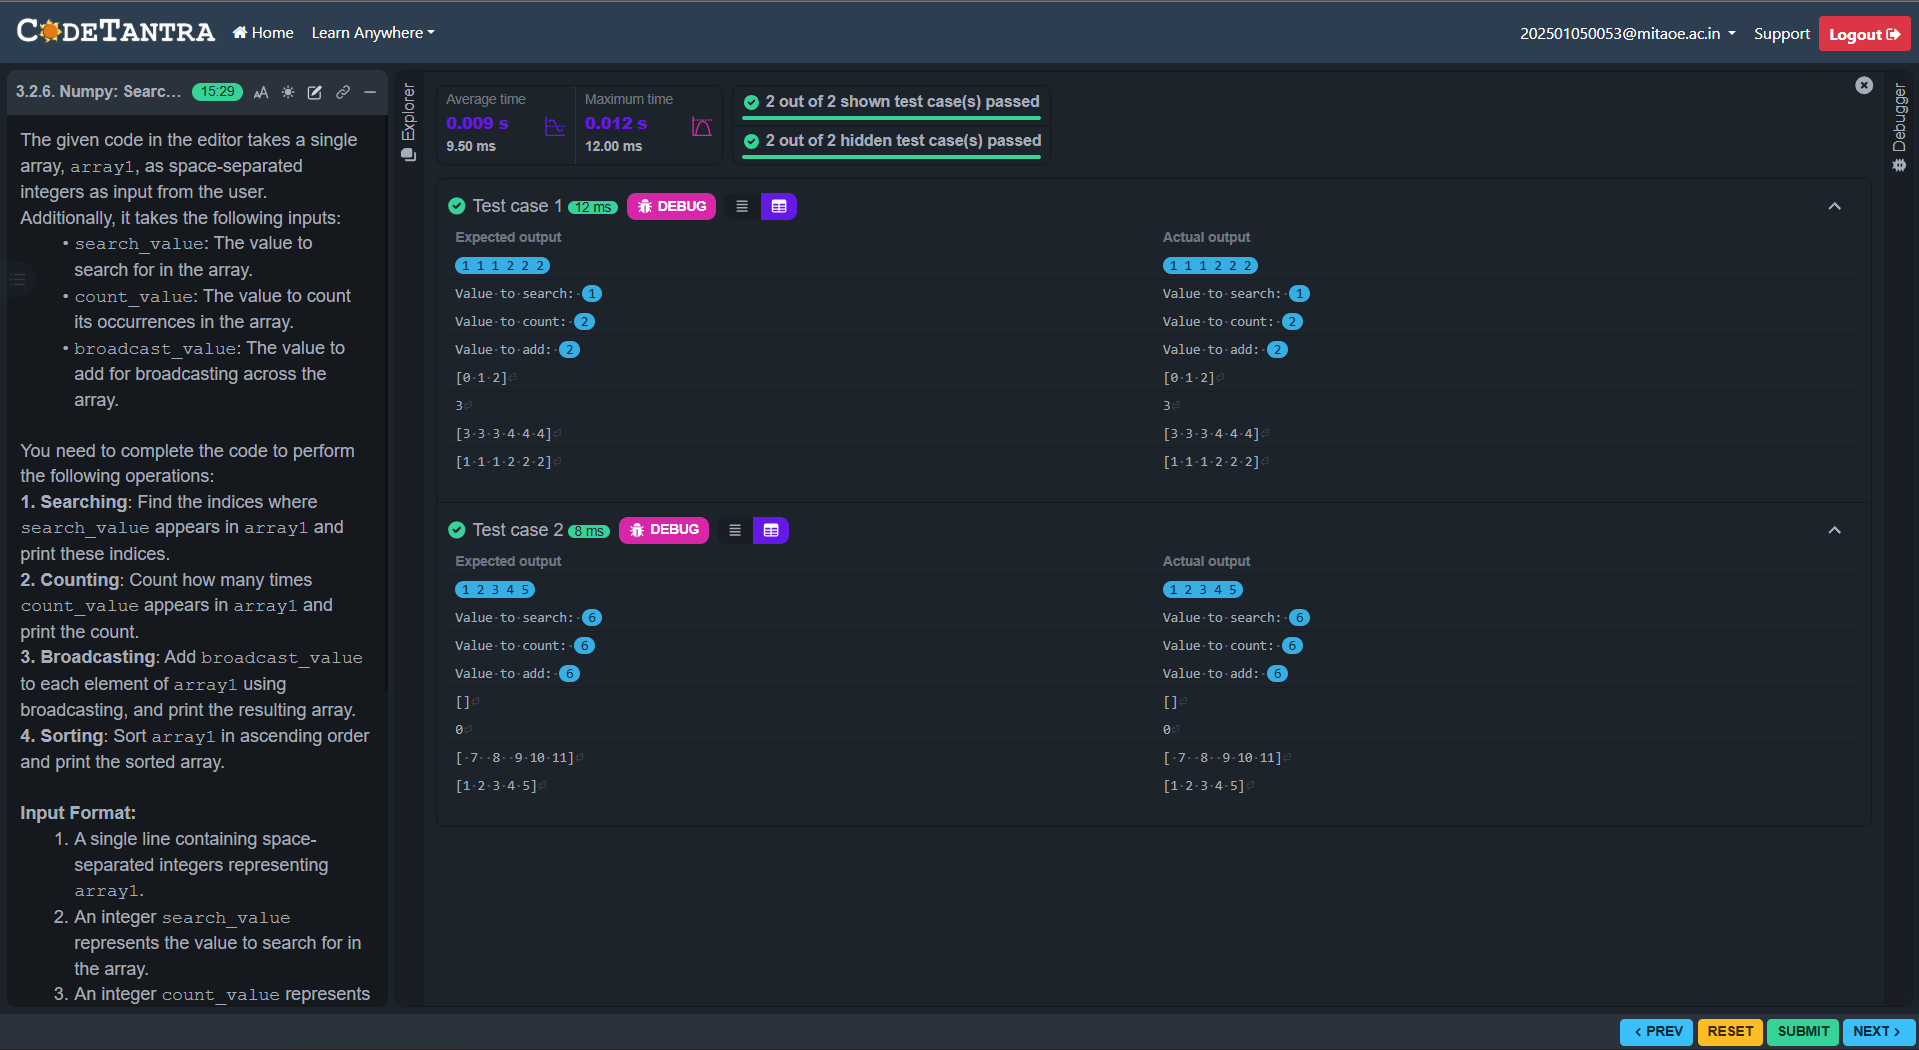 CODETANTRA Home Learn Anywhere 202501050053@mitaoe.ac.in Support Logout
3.2.6. Numpy: Searc... 15:29
The given code in the editor takes a single
array, array1, as space-separated
integers as input from the user.
Additionally, it takes the following inputs:
• search_value: The value to
search for in the array.
• count_value: The value to count
its occurrences in the array.
• broadcast_value: The value to
add for broadcasting across the
array.
You need to complete the code to perform
the following operations:
1. Searching: Find the indices where
search_value appears in array1 and
print these indices.
2. Counting: Count how many times
count_value appears in array1 and
print the count.
3. Broadcasting: Add broadcast_value
to each element of array1 using
broadcasting, and print the resulting array.
4. Sorting: Sort array1 in ascending order
and print the sorted array.
Input Format:
1. A single line containing space-
separated integers representing
array1.
2. An integer search_value
represents the value to search for in
the array.
3. An integer count_value represents
Explorer
Average time Maximum time
0.009 s 0.012 s
9.50 ms 12.00 ms
2 out of 2 shown test case(s) passed
2 out of 2 hidden test case(s) passed
Test case 1 12 ms DEBUG
Expected output Actual output
1 1 1 2 2 2 1 1 1 2 2 2
Value·to·search:·1 Value·to·search:·1
Value·to·count:·2 Value·to·count:·2
Value·to·add:·2 Value·to·add:·2
[0·1·2]⏎ [0·1·2]⏎
3⏎ 3⏎
[3·3·3·4·4·4]⏎ [3·3·3·4·4·4]⏎
[1·1·1·2·2·2]⏎ [1·1·1·2·2·2]⏎
Test case 2 8 ms DEBUG
Expected output Actual output
1 2 3 4 5 1 2 3 4 5
Value·to·search:·6 Value·to·search:·6
Value·to·count:·6 Value·to·count:·6
Value·to·add:·6 Value·to·add:·6
[]⏎ []⏎
0⏎ 0⏎
[·7··8··9·10·11]⏎ [·7··8··9·10·11]⏎
[1·2·3·4·5]⏎ [1·2·3·4·5]⏎
Debugger
PREV RESET SUBMIT NEXT